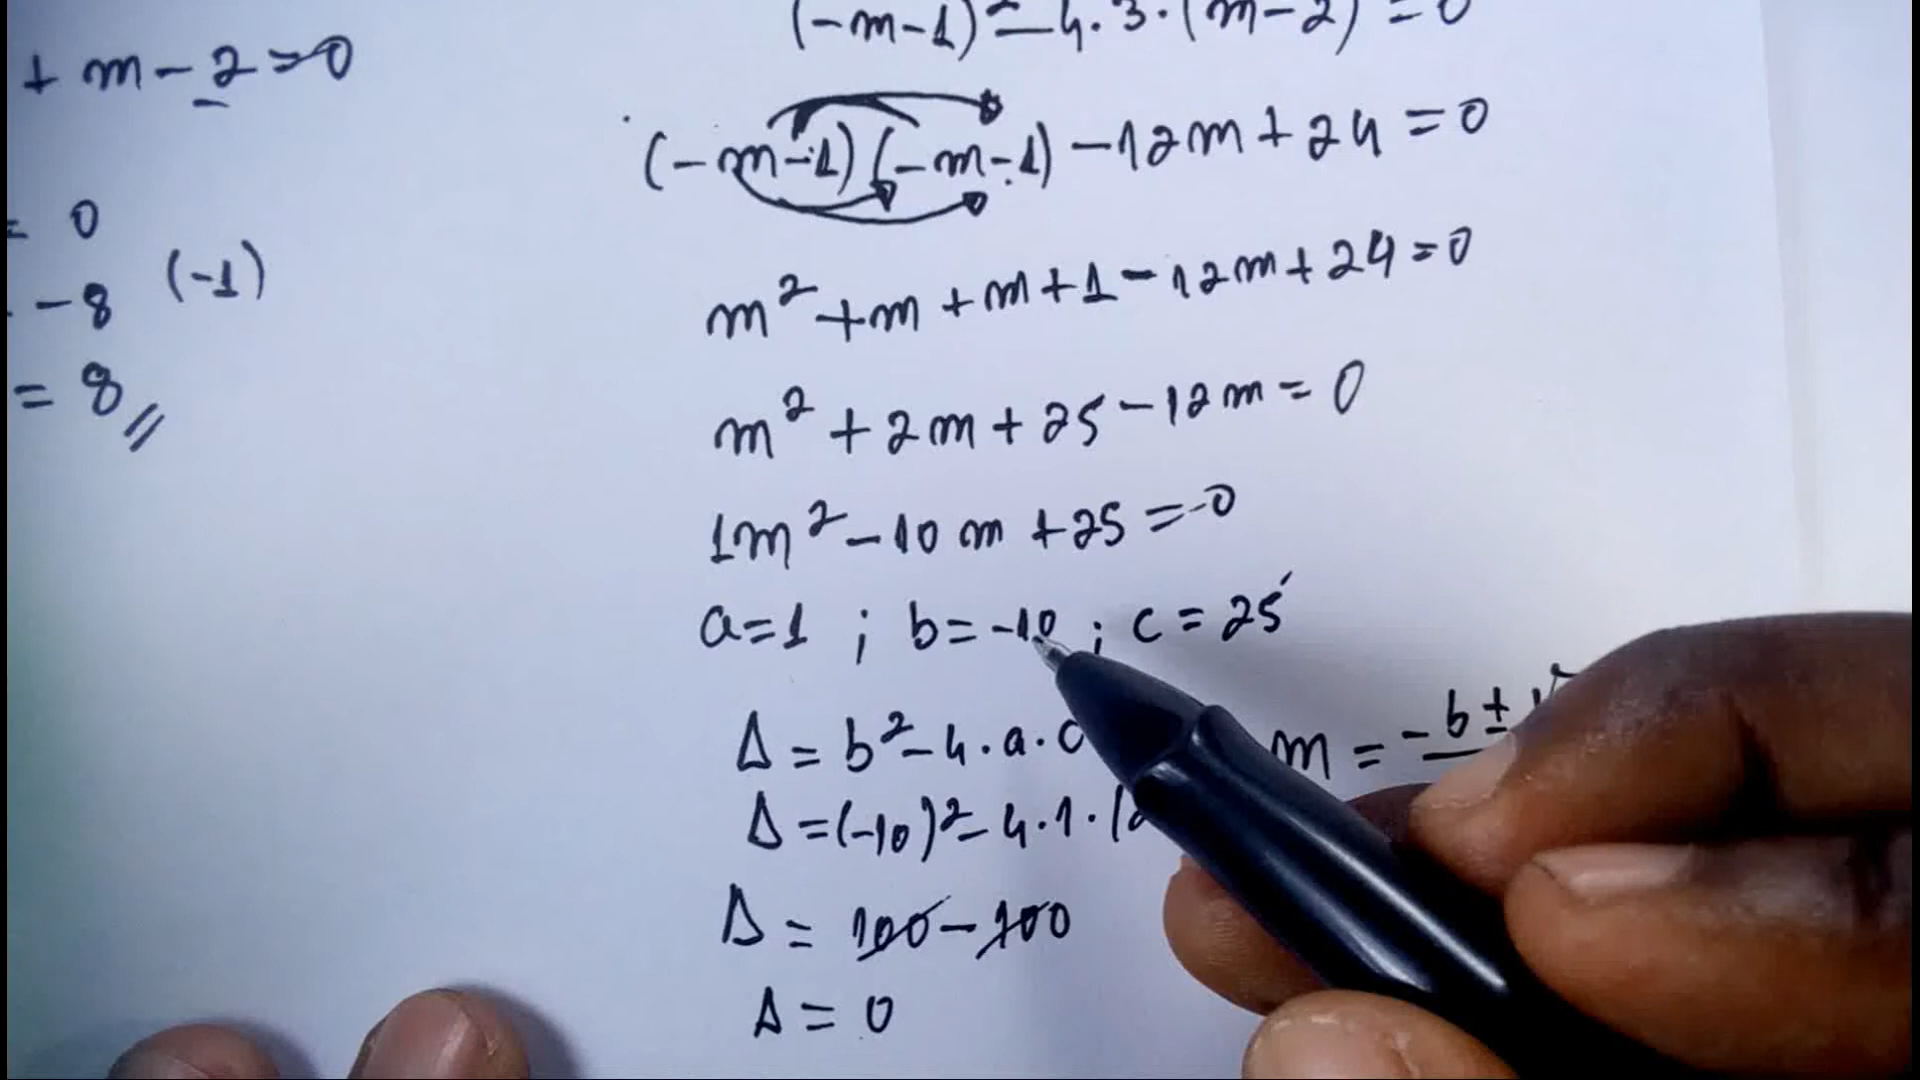 + m - 2 = 0
= 0
- 8 (-1)
= 8 //
(-m-1)² - 4 · 3 · (m-2) = 0
(-m-1)(-m-1) - 12m + 24 = 0
m² + m + m + 1 - 12m + 24 = 0
m² + 2m + 25 - 12m = 0
1m² - 10m + 25 = 0
a = 1 ; b = -10 ; c = 25
Δ = b² - 4 · a · c
m = -b ± √
Δ = (-10)² - 4 · 1 · (2
Δ = 100 - 100
Δ = 0